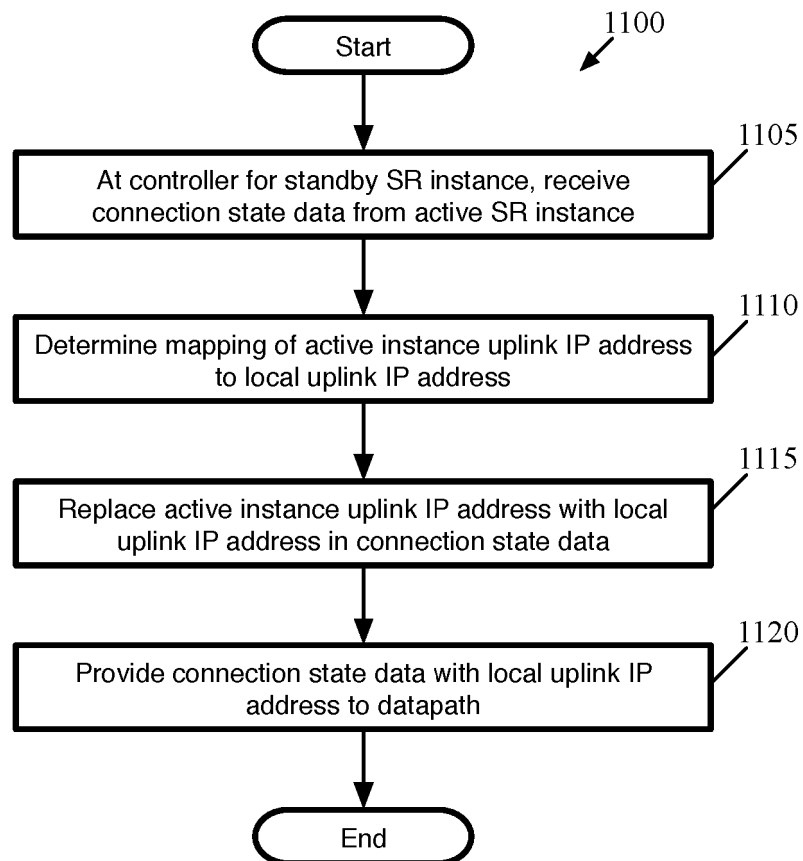 Start
1100
1105
At controller for standby SR instance, receive
connection state data from active SR instance
1110
Determine mapping of active instance uplink IP address
to local uplink IP address
1115
Replace active instance uplink IP address with local
uplink IP address in connection state data
1120
Provide connection state data with local uplink IP
address to datapath
End